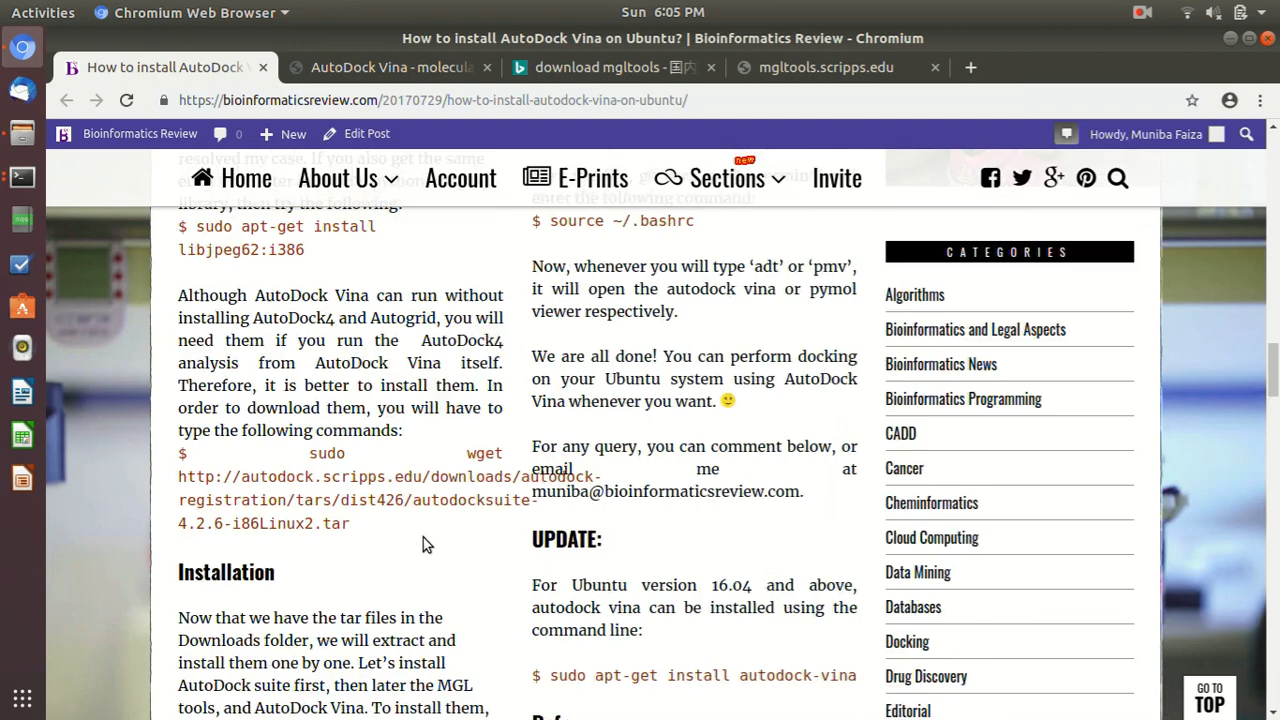 Activities
Chromium Web Browser
Sun 6:05 PM
How to install AutoDock Vina on Ubuntu? | Bioinformatics Review - Chromium
How to install AutoDock V
AutoDock Vina - molecula
download mgltools - 国内
mgltools.scripps.edu
https://bioinformaticsreview.com/20170729/how-to-install-autodock-vina-on-ubuntu/
Bioinformatics Review
0
New
Edit Post
Howdy, Muniba Faiza
Home
About Us
Account
E-Prints
new
Sections
Invite
resolved my case. If you also get the same
library, then try the following:
$ sudo apt-get install
libjpeg62:i386
Although AutoDock Vina can run without
installing AutoDock4 and Autogrid, you will
need them if you run the AutoDock4
analysis from AutoDock Vina itself.
Therefore, it is better to install them. In
order to download them, you will have to
type the following commands:
$ sudo wget
http://autodock.scripps.edu/downloads/autodock-
registration/tars/dist426/autodocksuite-
4.2.6-i86Linux2.tar
Installation
Now that we have the tar files in the
Downloads folder, we will extract and
install them one by one. Let's install
AutoDock suite first, then later the MGL
tools, and AutoDock Vina. To install them,
enter the following command:
$ source ~/.bashrc
Now, whenever you will type ‘adt’ or ‘pmv’,
it will open the autodock vina or pymol
viewer respectively.
We are all done! You can perform docking
on your Ubuntu system using AutoDock
Vina whenever you want.
For any query, you can comment below, or
email me at
muniba@bioinformaticsreview.com.
UPDATE:
For Ubuntu version 16.04 and above,
autodock vina can be installed using the
command line:
$ sudo apt-get install autodock-vina
CATEGORIES
Algorithms
Bioinformatics and Legal Aspects
Bioinformatics News
Bioinformatics Programming
CADD
Cancer
Cheminformatics
Cloud Computing
Data Mining
Databases
Docking
Drug Discovery
Editorial
GO TO
TOP